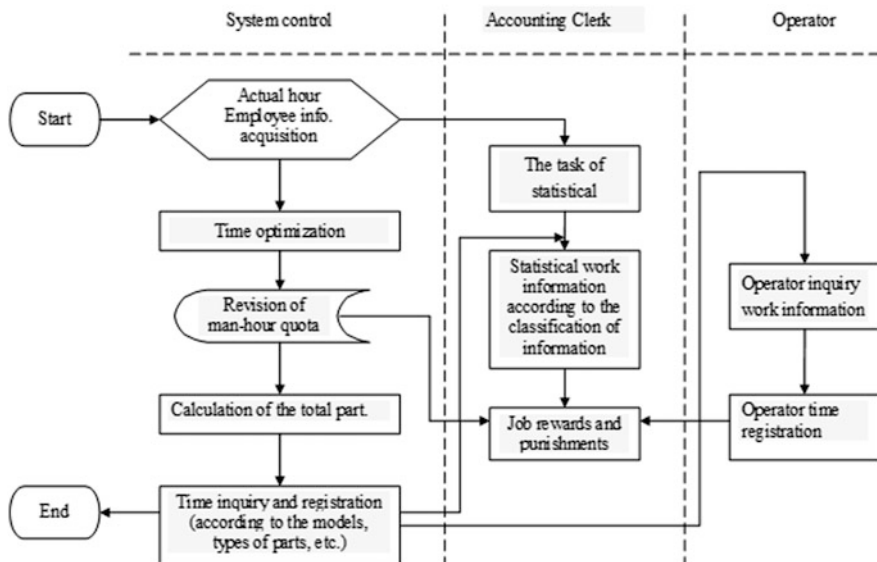 System control
Accounting Clerk
Operator
Start
Actual hour
Employee info.
acquisition
The task of
statistical
Time optimization
Statistical work
information
according to the
classification of
information
Operator inquiry
work information
Revision of
man-hour quota
Calculation of the total part.
Job rewards and
punishments
Operator time
registration
End
Time inquiry and registration
(according to the models,
types of parts, etc.)